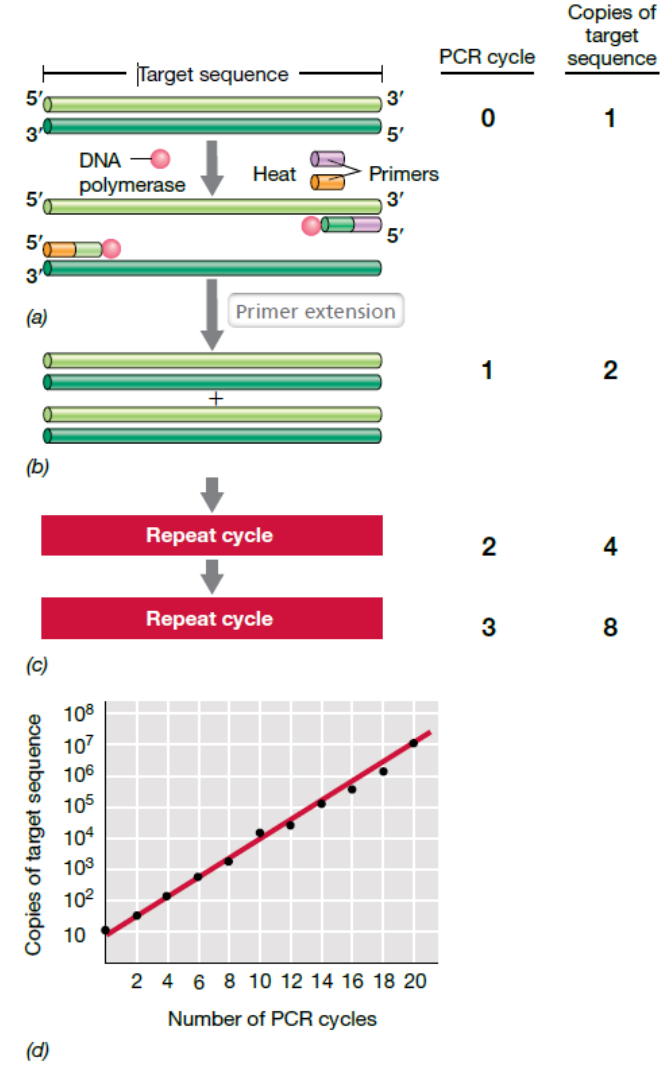 Copies of
target
PCR cycle sequence
Target sequence
5′ 3′
3′ 5′
0 1
DNA
polymerase
Heat Primers
5′ 3′
5′
5′
3′
(a)
Primer extension
1 2
+
(b)
Repeat cycle
2 4
Repeat cycle
3 8
(c)
Copies of target sequence
10⁸
10⁷
10⁶
10⁵
10⁴
10³
10²
10
2 4 6 8 10 12 14 16 18 20
Number of PCR cycles
(d)